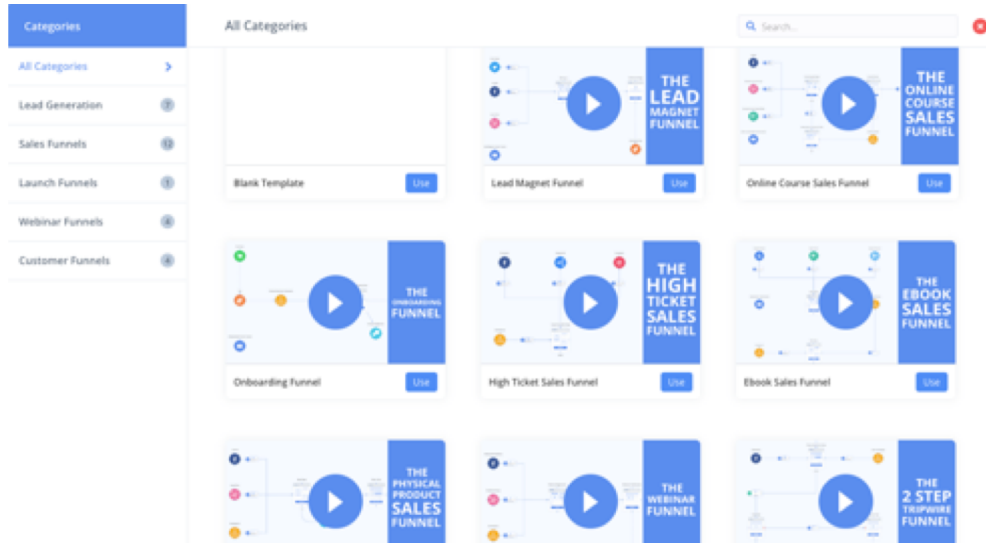 Categories
All Categories
Search...
All Categories
Lead Generation 7
Sales Funnels
Launch Funnels 1
Webinar Funnels 4
Customer Funnels 4
Blank Template
Use
THE
LEAD
MAGNET
FUNNEL
Lead Magnet Funnel
Use
THE
ONLINE
COURSE
SALES
FUNNEL
Online Course Sales Funnel
Use
THE
ONBOARDING
FUNNEL
Onboarding Funnel
Use
THE
HIGH
TICKET
SALES
FUNNEL
High Ticket Sales Funnel
Use
THE
EBOOK
SALES
FUNNEL
Ebook Sales Funnel
Use
THE
PHYSICAL
PRODUCT
SALES
FUNNEL
THE
WEBINAR
FUNNEL
THE
2 STEP
TRIPWIRE
FUNNEL